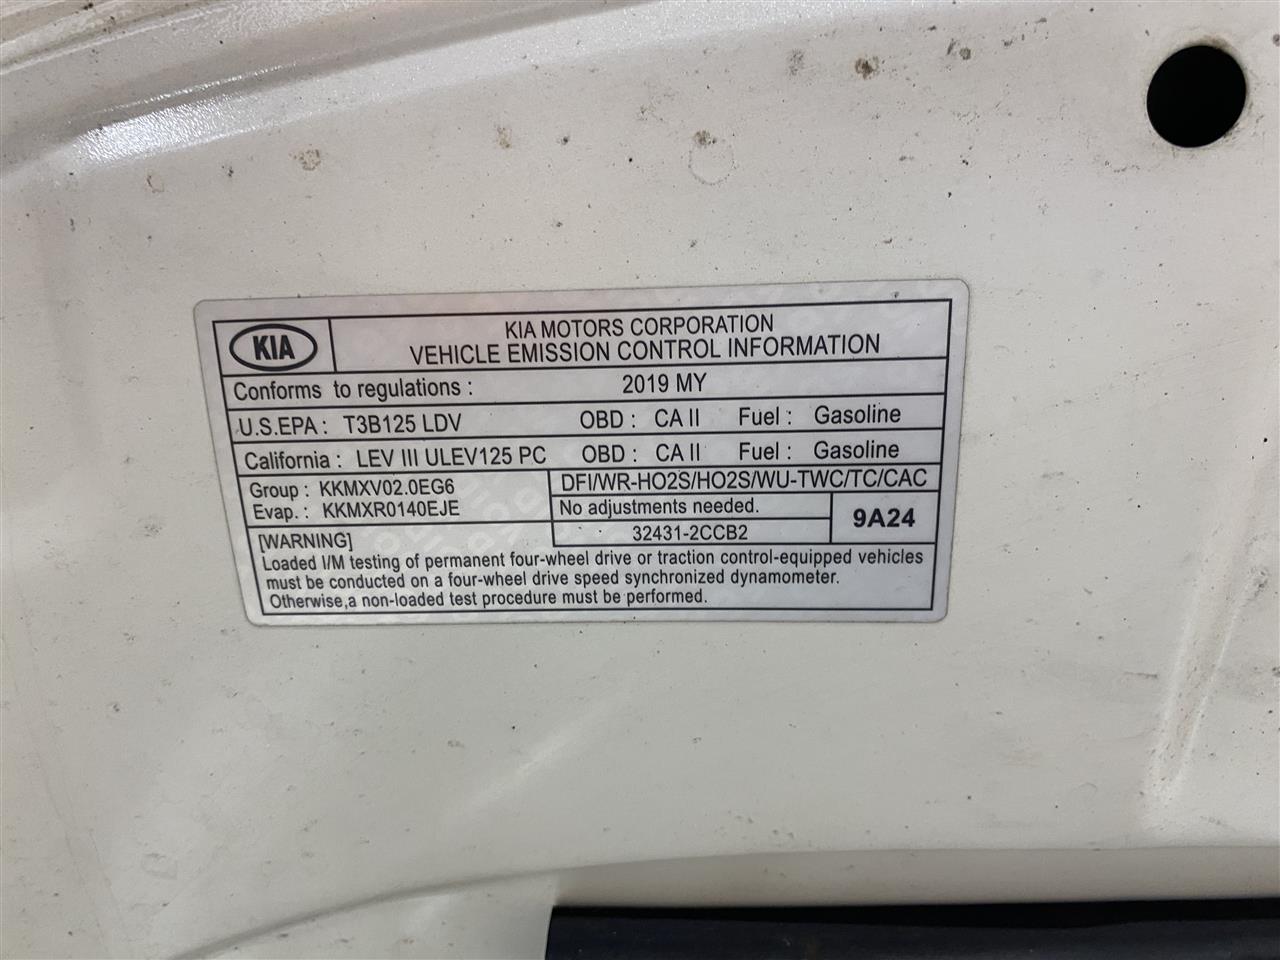 KIA
KIA MOTORS CORPORATION
VEHICLE EMISSION CONTROL INFORMATION
Conforms to regulations : 2019 MY
U.S.EPA : T3B125 LDV OBD : CA II Fuel : Gasoline
California : LEV III ULEV125 PC OBD : CA II Fuel : Gasoline
Group : KKMXV02.0EG6
Evap. : KKMXR0140EJE
DFI/WR-HO2S/HO2S/WU-TWC/TC/CAC
No adjustments needed.
32431-2CCB2
9A24
[WARNING]
Loaded I/M testing of permanent four-wheel drive or traction control-equipped vehicles
must be conducted on a four-wheel drive speed synchronized dynamometer.
Otherwise,a non-loaded test procedure must be performed.